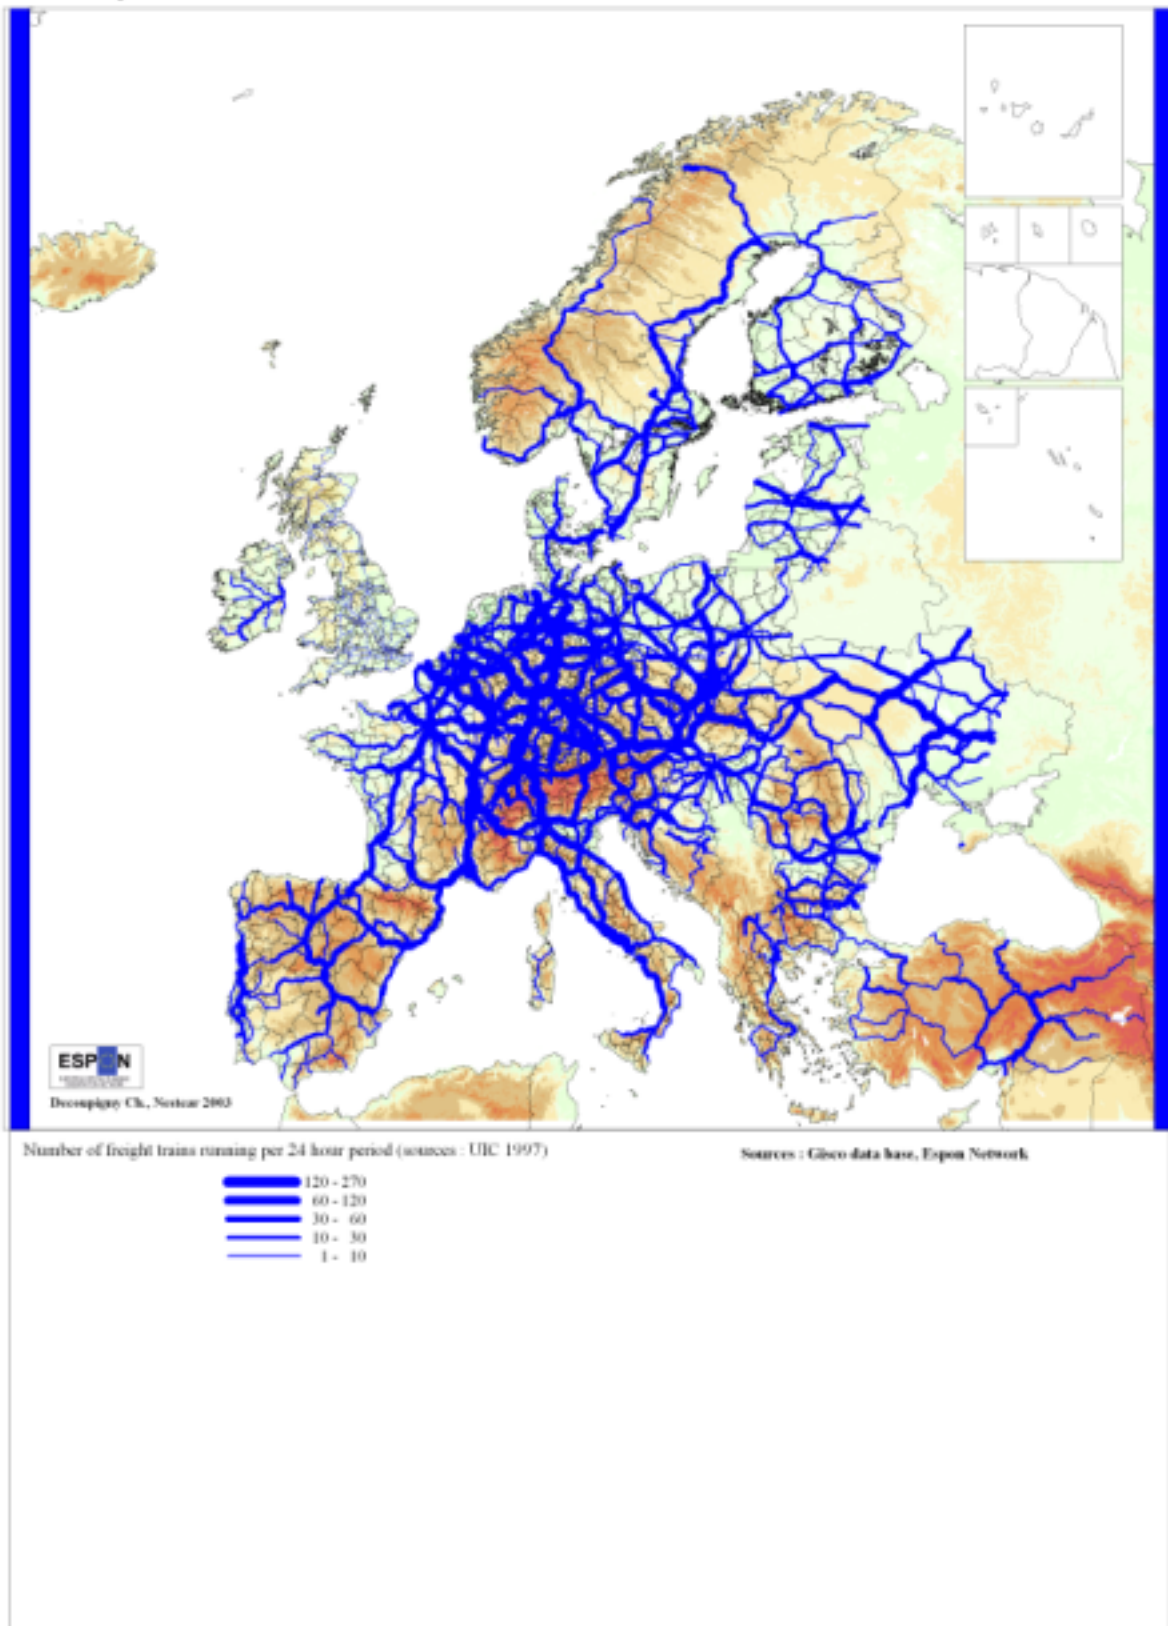 ESPON
Decoupigny Ch., Nestear 2003
Number of freight trains running per 24 hour period (sources : UIC 1997)
Sources : Gisco data base, Espon Network
120 - 270
60 - 120
30 - 60
10 - 30
1 - 10